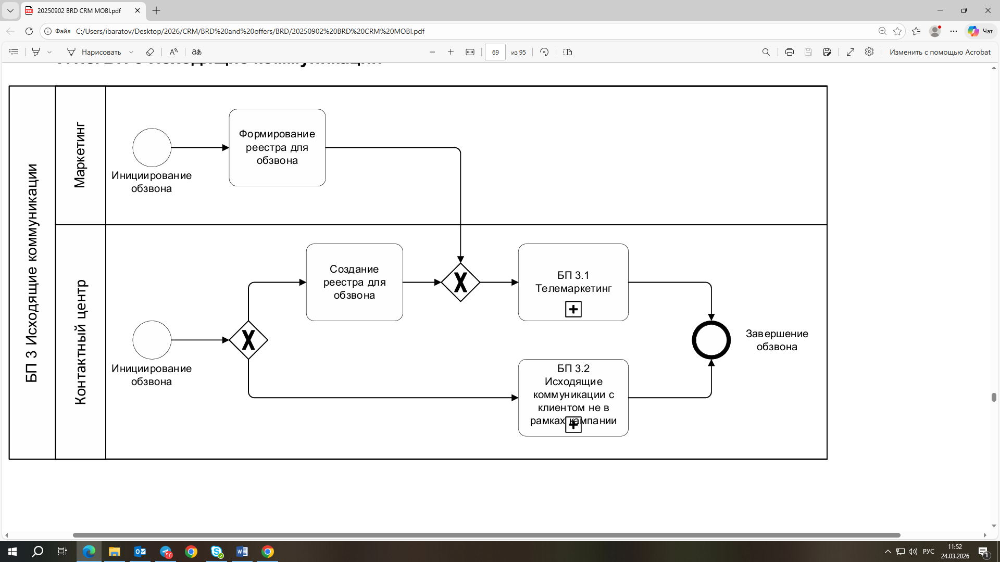 20250902 BRD CRM MOBI.pdf
Файл
C:/Users/ibaratov/Desktop/2026/CRM/BRD%20and%20offers/BRD/20250902%20BRD%20CRM%20MOBI.pdf
Чат
Нарисовать
69
из 95
Изменить с помощью Acrobat
БП 3 Исходящие коммуникации
Маркетинг
Инициирование
обзвона
Формирование
реестра для
обзвона
Контактный центр
Инициирование
обзвона
Создание
реестра для
обзвона
БП 3.1
Телемаркетинг
БП 3.2
Исходящие
коммуникации с
клиентом не в
рамках кампании
Завершение
обзвона
56
РУС
11:52
24.03.2026
1